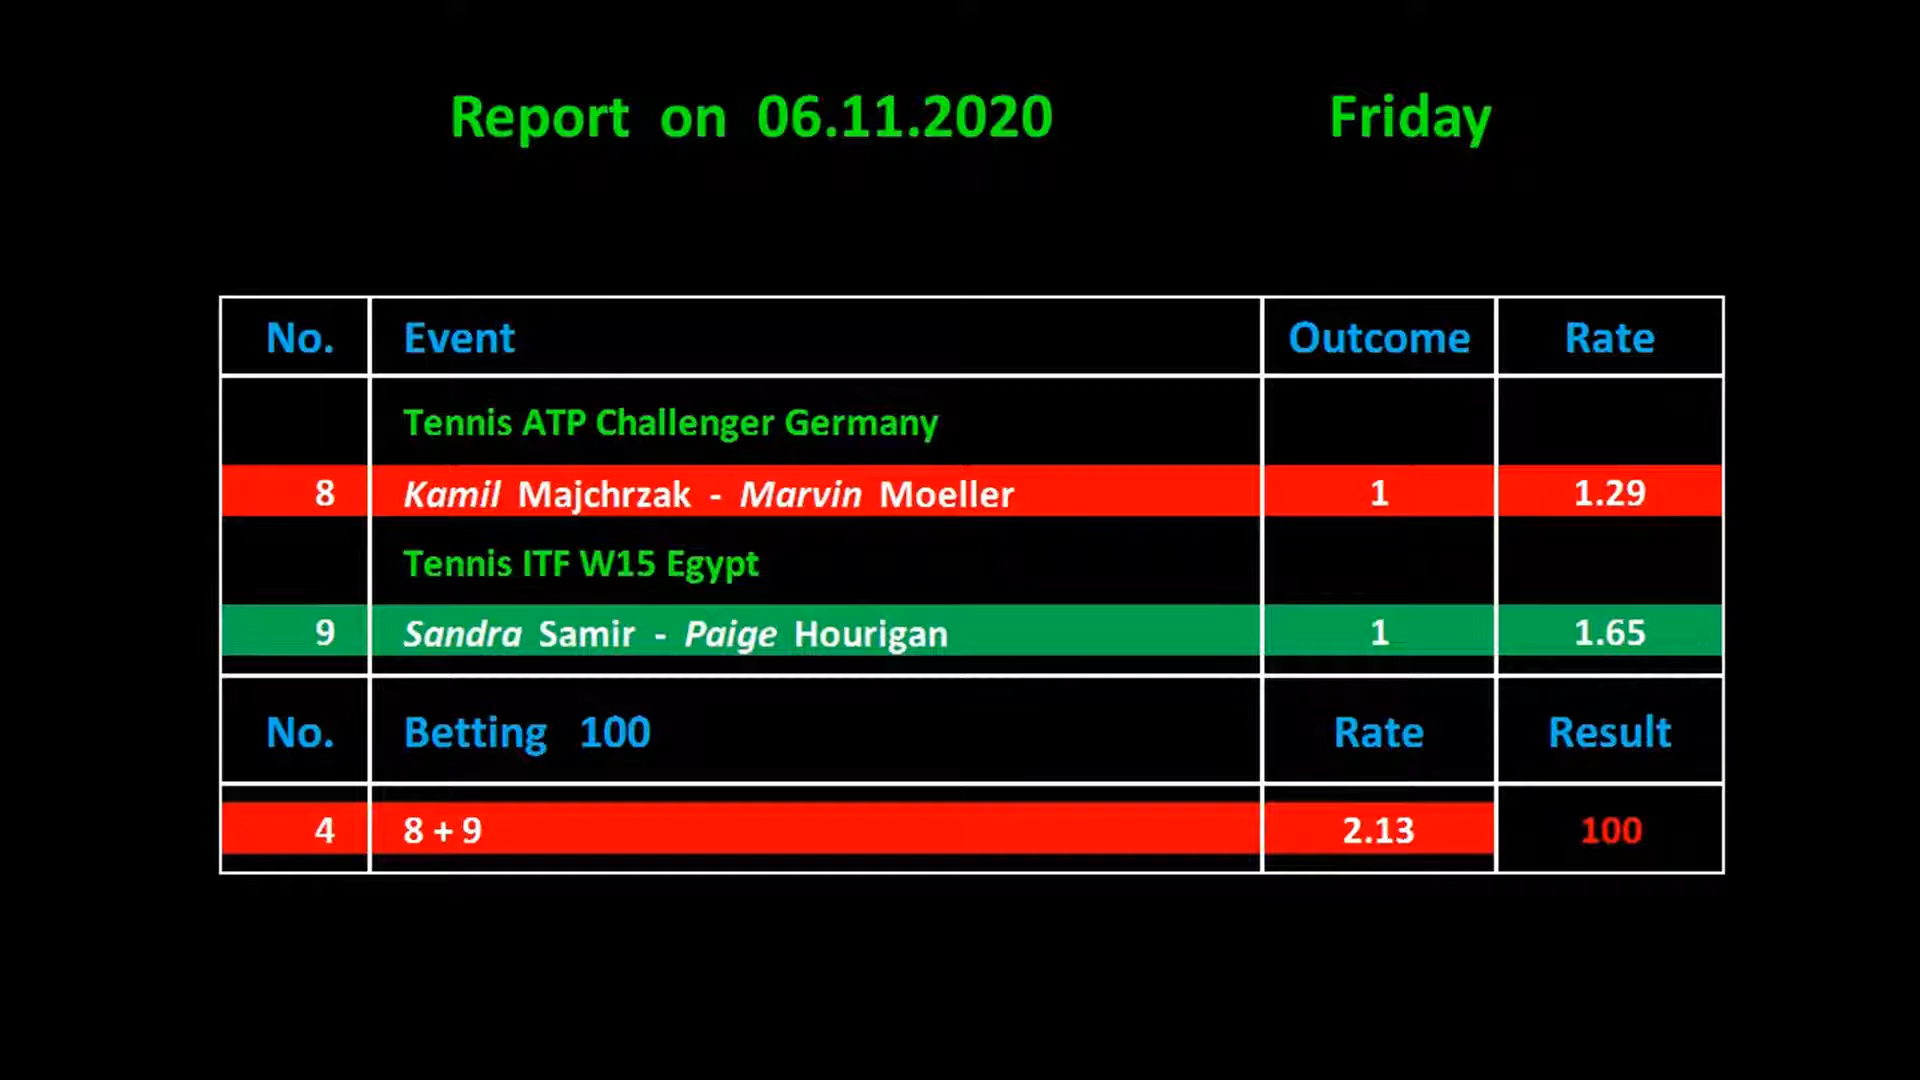 Report on 06.11.2020 Friday
No. Event Outcome Rate
Tennis ATP Challenger Germany
8 Kamil Majchrzak - Marvin Moeller 1 1.29
Tennis ITF W15 Egypt
9 Sandra Samir - Paige Hourigan 1 1.65
No. Betting 100 Rate Result
4 8 + 9 2.13 100